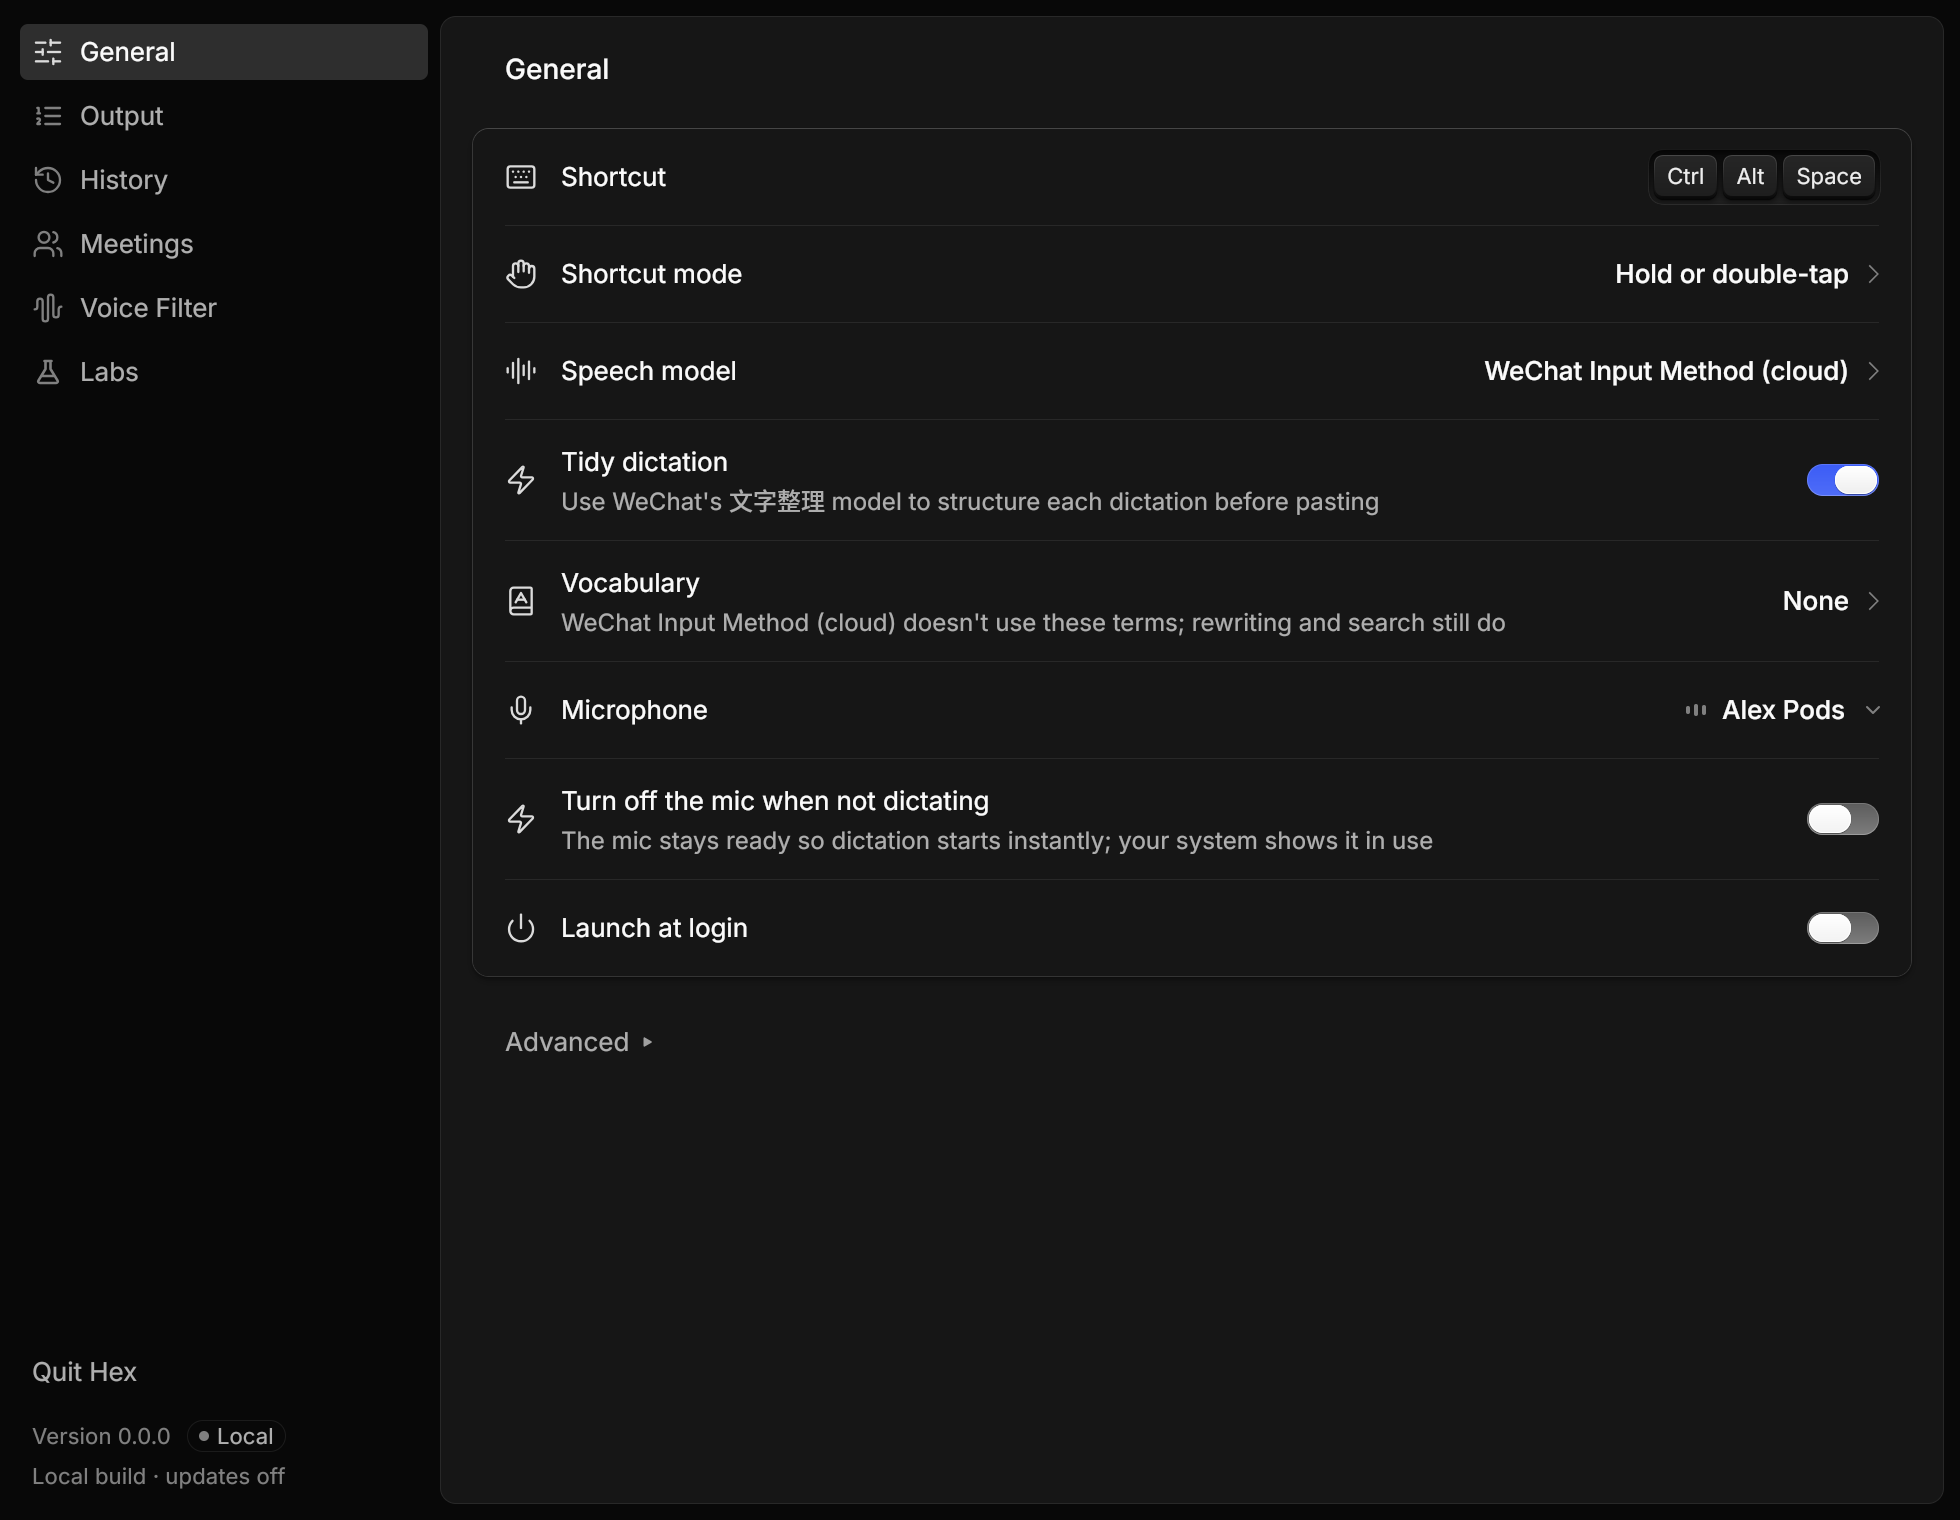 General
Output
History
Meetings
Voice Filter
Labs
Quit Hex
Version 0.0.0 Local
Local build · updates off
General
Shortcut Ctrl Alt Space
Shortcut mode Hold or double-tap
Speech model WeChat Input Method (cloud)
Tidy dictation
Use WeChat's 文字整理 model to structure each dictation before pasting
Vocabulary None
WeChat Input Method (cloud) doesn't use these terms; rewriting and search still do
Microphone Alex Pods
Turn off the mic when not dictating
The mic stays ready so dictation starts instantly; your system shows it in use
Launch at login
Advanced